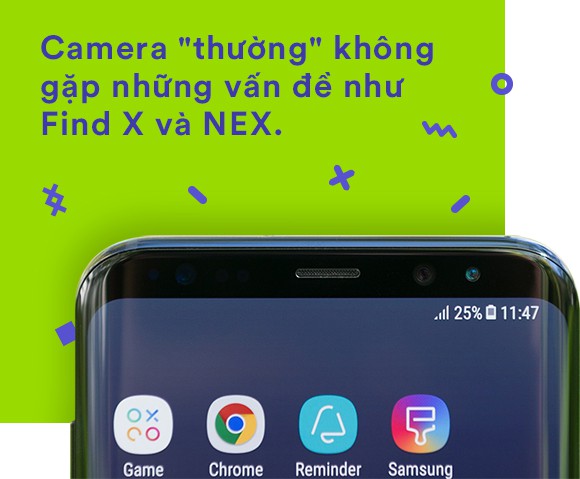 Camera "thường" không
gặp những vấn đề như
Find X và NEX.
25% 11:47
Game Chrome Reminder Samsung